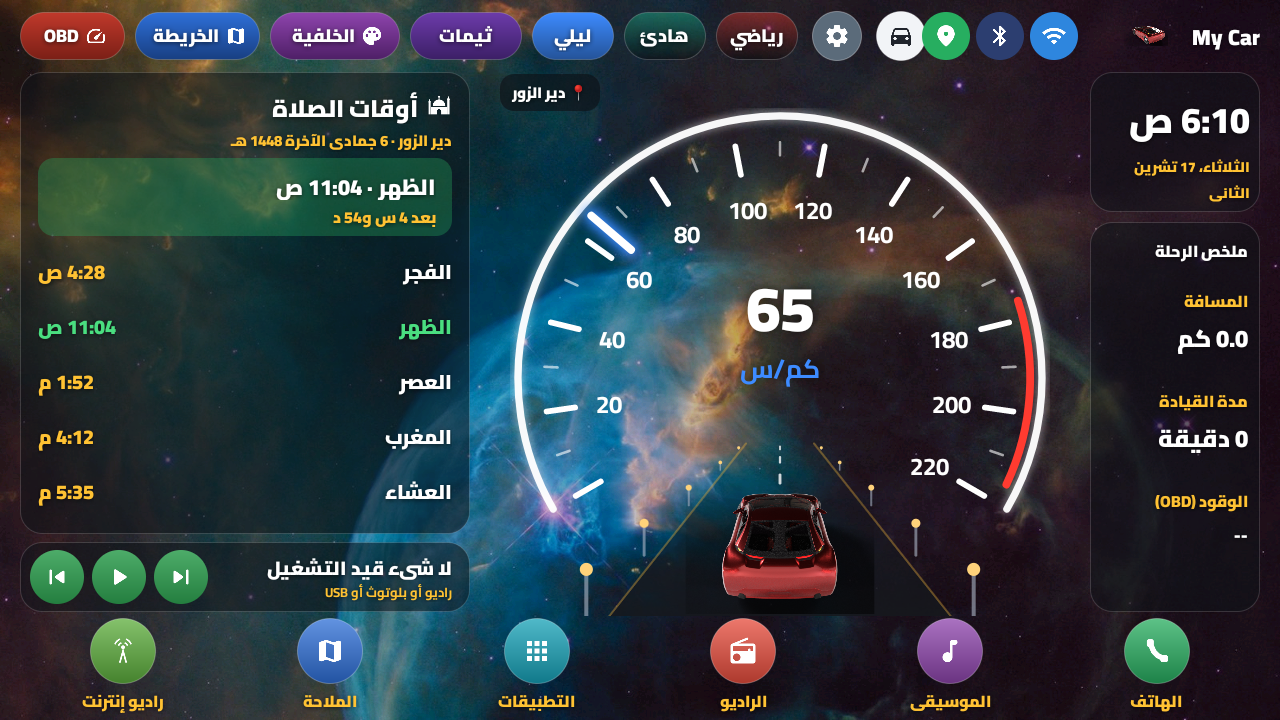 My Car
رياضي
هادئ
ليلي
ثيمات
الخلفية
الخريطة
OBD
6:10 ص
الثلاثاء، 17 تشرين
الثاني
ملخص الرحلة
المسافة
0.0 كم
مدة القيادة
0 دقيقة
الوقود (OBD)
--
دير الزور
20
40
60
80
100
120
140
160
180
200
220
65
كم/س
أوقات الصلاة
دير الزور · 6 جمادى الآخرة 1448 هـ
الظهر · 11:04 ص
بعد 4 س و54 د
الفجر 4:28 ص
الظهر 11:04 ص
العصر 1:52 م
المغرب 4:12 م
العشاء 5:35 م
لا شيء قيد التشغيل
راديو أو بلوتوث أو USB
الهاتف
الموسيقى
الراديو
التطبيقات
الملاحة
راديو إنترنت